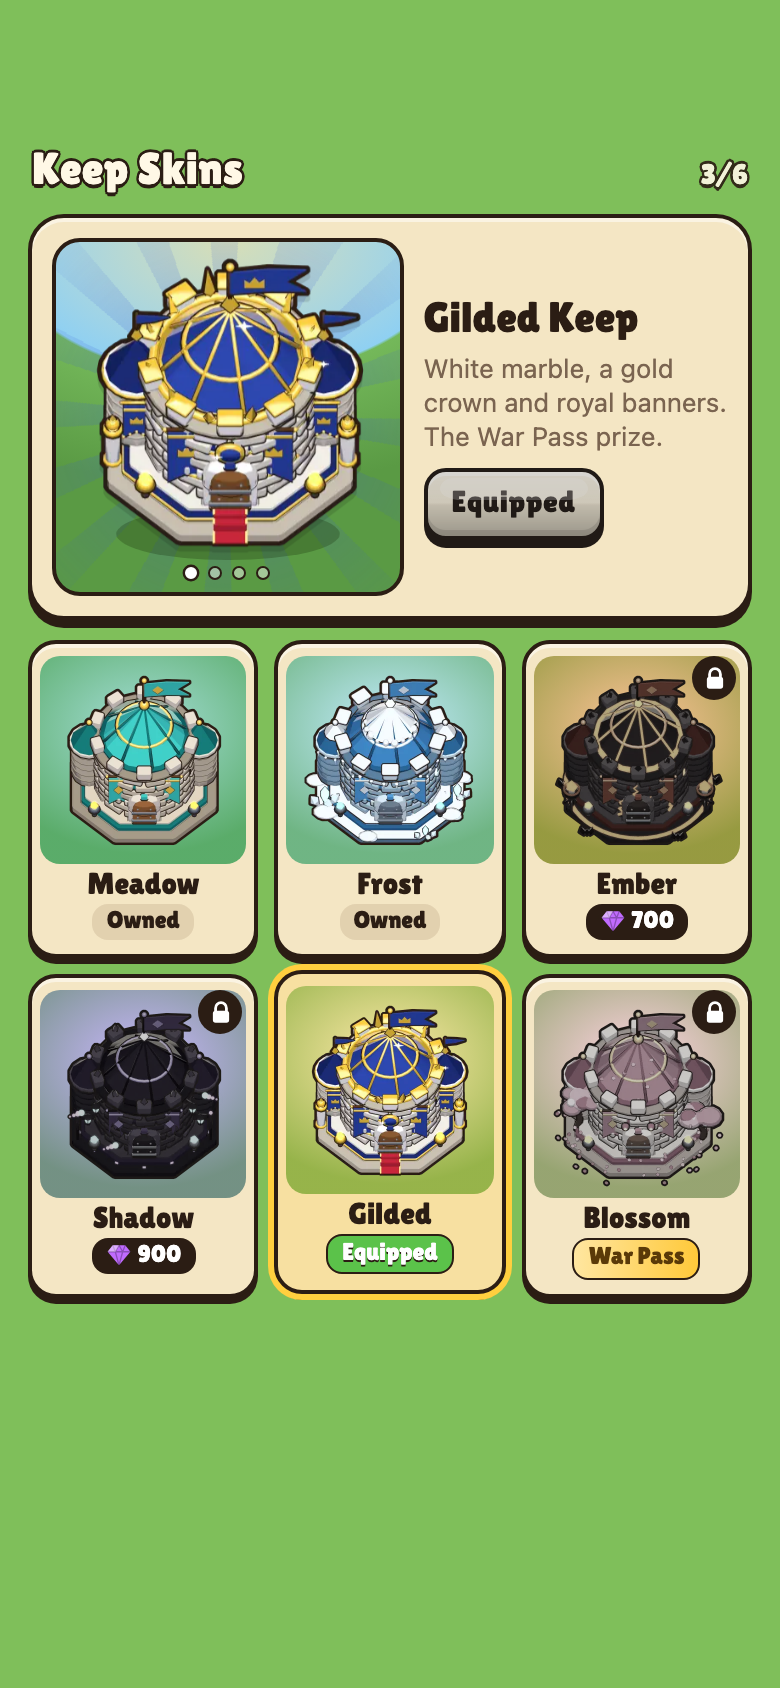 Keep Skins
3/6
Gilded Keep
White marble, a gold
crown and royal banners.
The War Pass prize.
Equipped
Meadow
Owned
Frost
Owned
Ember
700
Shadow
900
Gilded
Equipped
Blossom
War Pass